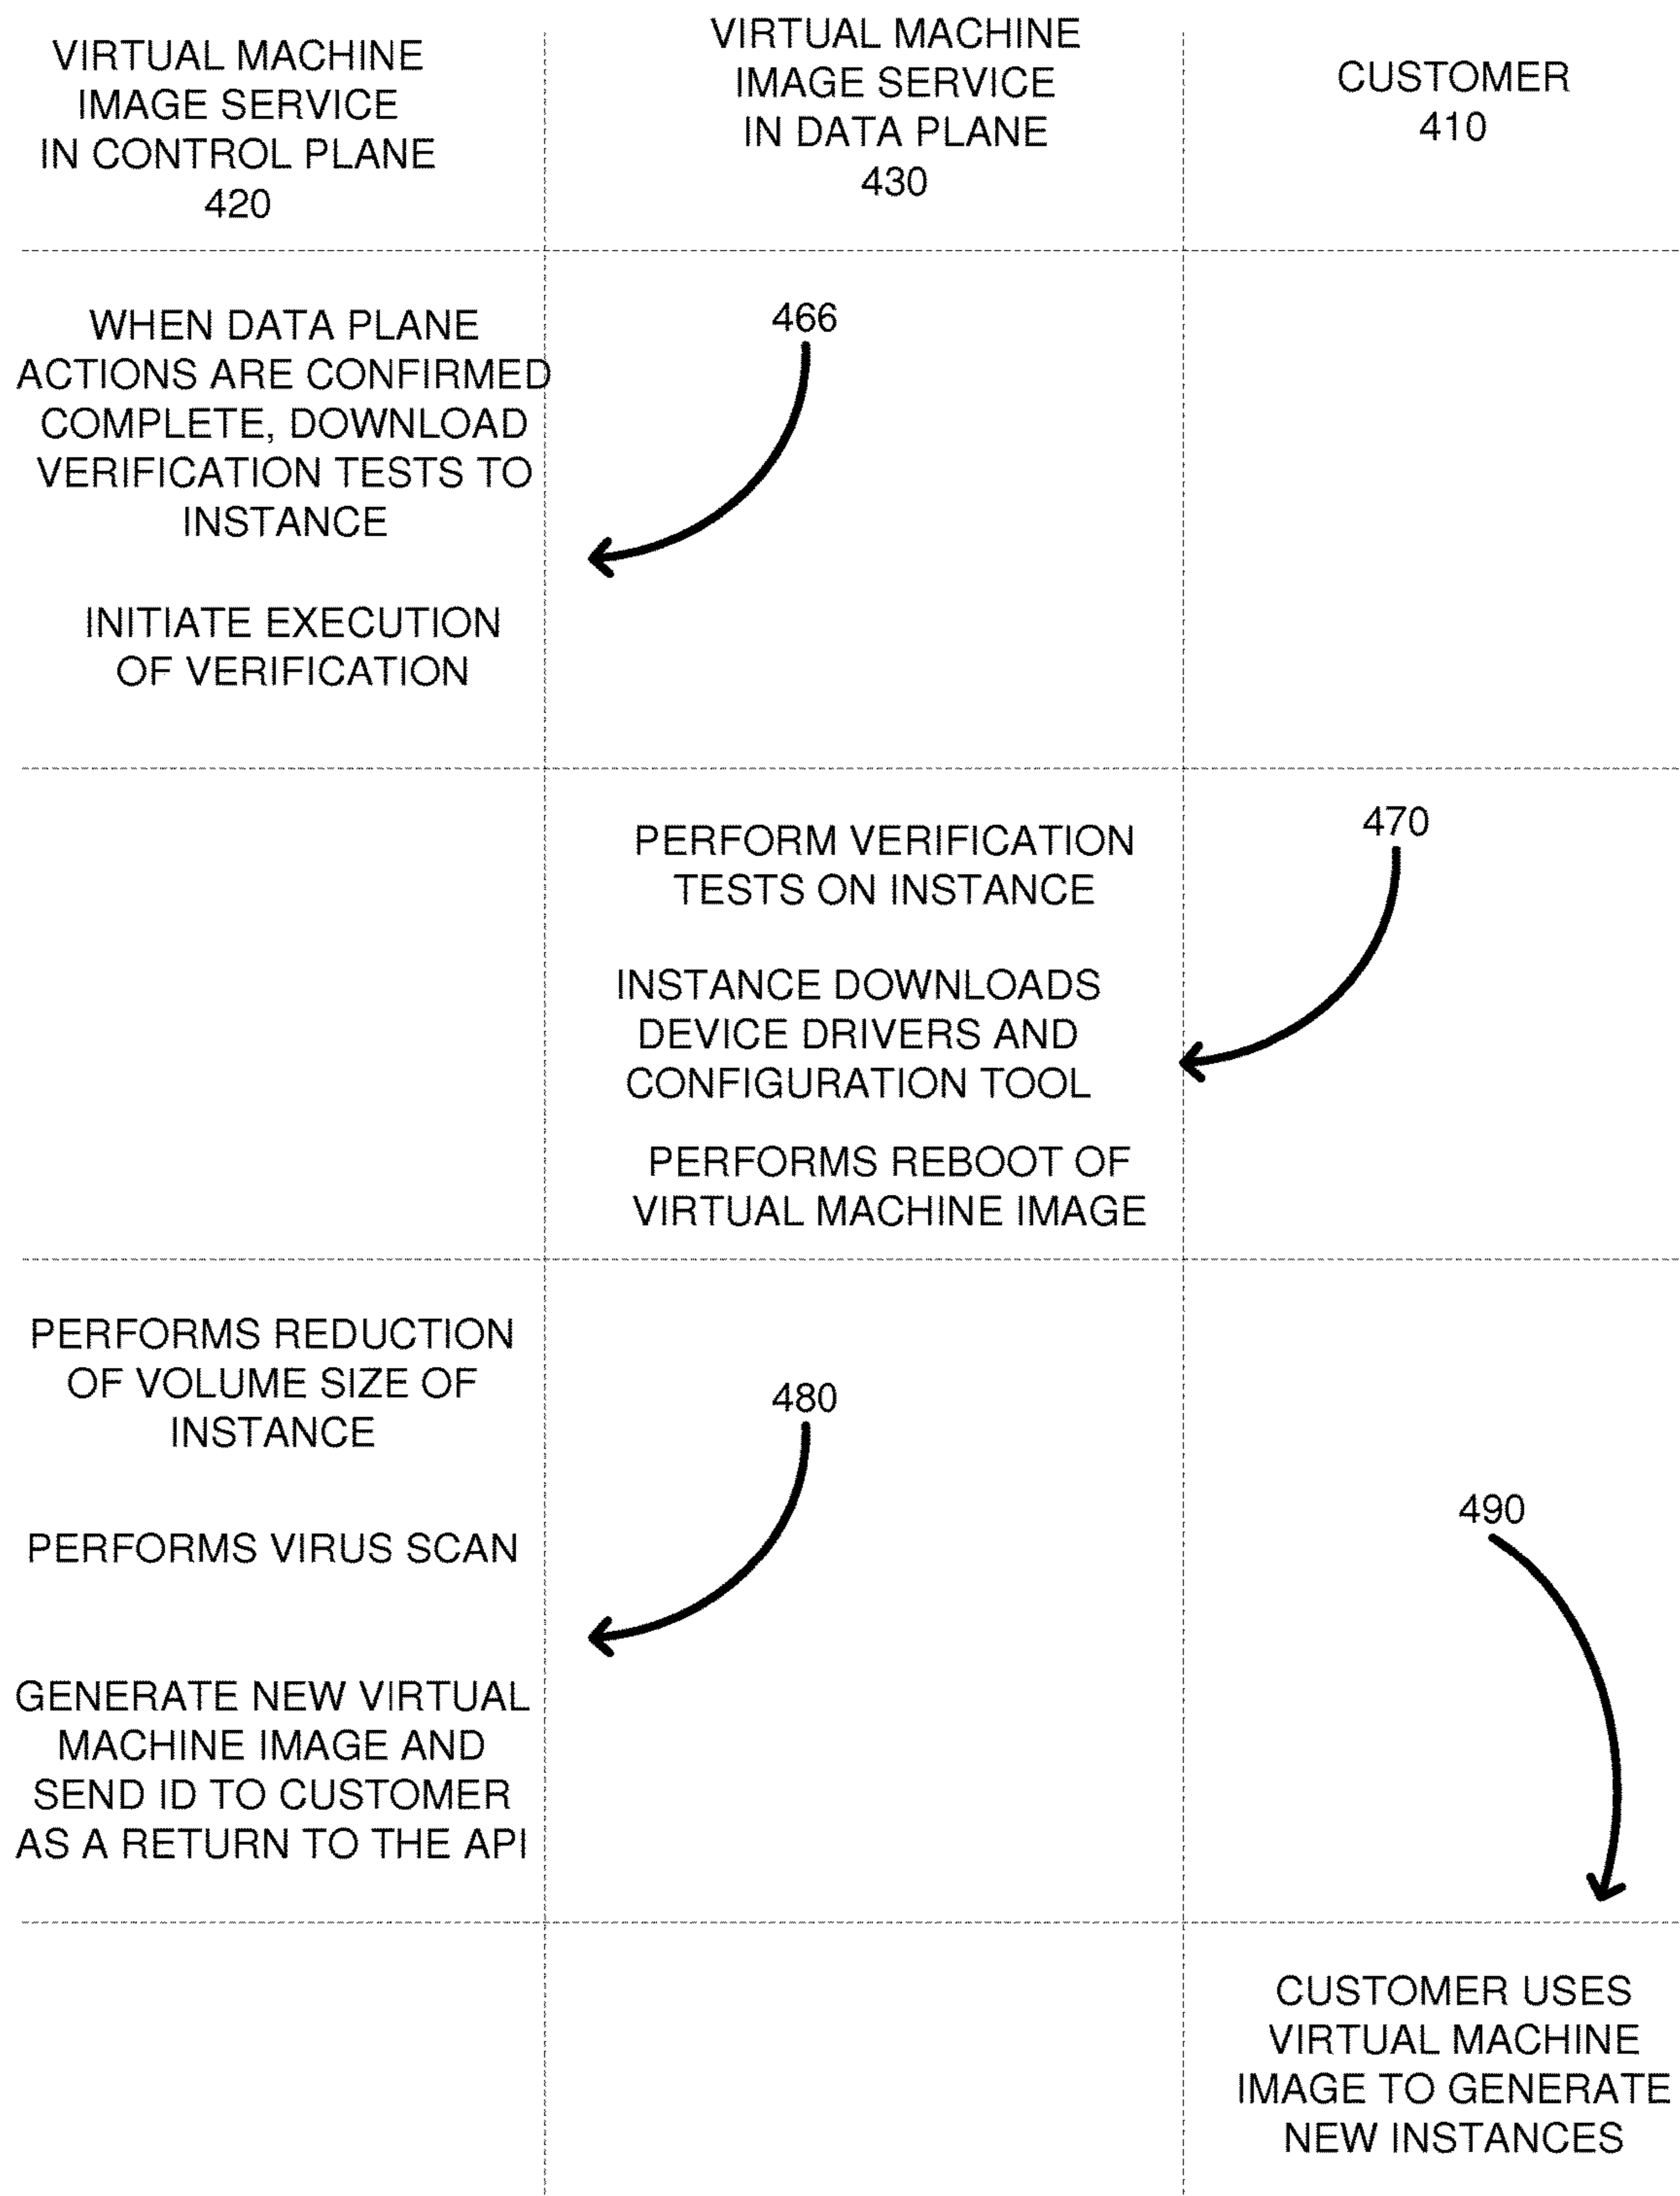 VIRTUAL MACHINE
IMAGE SERVICE
IN CONTROL PLANE
420
VIRTUAL MACHINE
IMAGE SERVICE
IN DATA PLANE
430
CUSTOMER
410
WHEN DATA PLANE
ACTIONS ARE CONFIRMED
COMPLETE, DOWNLOAD
VERIFICATION TESTS TO
INSTANCE
INITIATE EXECUTION
OF VERIFICATION
466
PERFORM VERIFICATION
TESTS ON INSTANCE
INSTANCE DOWNLOADS
DEVICE DRIVERS AND
CONFIGURATION TOOL
PERFORMS REBOOT OF
VIRTUAL MACHINE IMAGE
470
PERFORMS REDUCTION
OF VOLUME SIZE OF
INSTANCE
PERFORMS VIRUS SCAN
GENERATE NEW VIRTUAL
MACHINE IMAGE AND
SEND ID TO CUSTOMER
AS A RETURN TO THE API
480
490
CUSTOMER USES
VIRTUAL MACHINE
IMAGE TO GENERATE
NEW INSTANCES